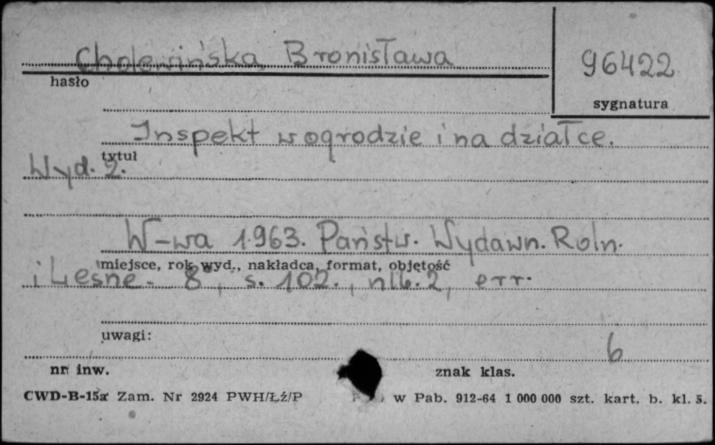 Cholewińska Bronisława
96422
hasło
sygnatura
Inspekt w ogrodzie i na działce.
tytuł
Wyd. 2.
W-wa 1963. Państw. Wydawn. Roln.
miejsce, rok wyd., nakładca, format, objętość
i Leśne. 8°, s. 102., nlb. 2, err.
uwagi:
6
nr inw.
znak klas.
CWD-B-15a Zam. Nr 2924 PWH/Łź/P w Pab. 912-64 1 000 000 szt. kart. b. kl. 5.